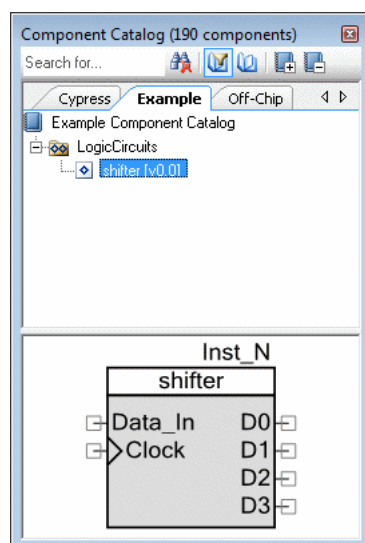 Component Catalog (190 components)
Search for...
Cypress Example Off-Chip
Example Component Catalog
LogicCircuits
shifter [v0.0]
Inst_N
shifter
Data_In D0
Clock D1
D2
D3